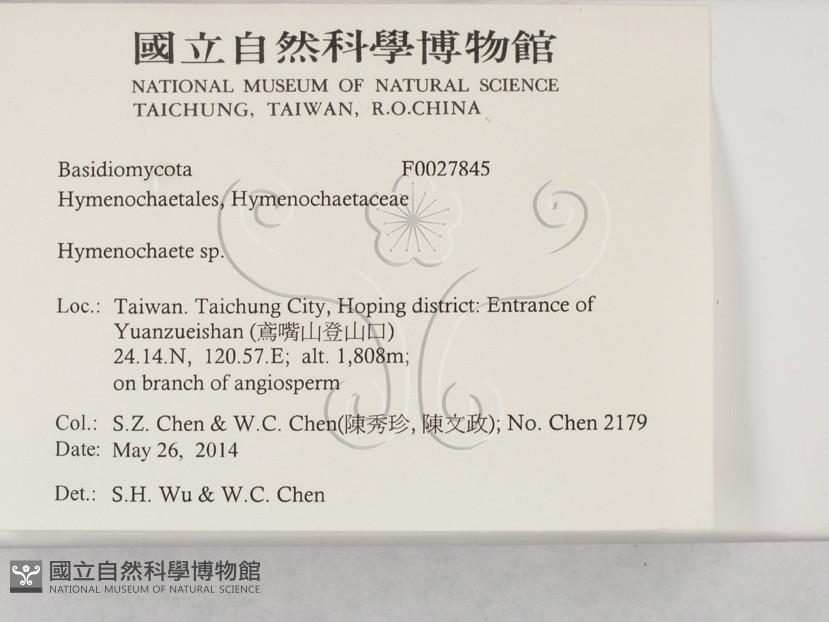 國立自然科學博物館
NATIONAL MUSEUM OF NATURAL SCIENCE
TAICHUNG, TAIWAN, R.O.CHINA
Basidiomycota F0027845
Hymenochaetales, Hymenochaetaceae
Hymenochaete sp.
Loc.: Taiwan. Taichung City, Hoping district: Entrance of
Yuanzueishan (鳶嘴山登山口)
24.14.N, 120.57.E; alt. 1,808m;
on branch of angiosperm
Col.: S.Z. Chen & W.C. Chen(陳秀珍, 陳文政); No. Chen 2179
Date: May 26, 2014
Det.: S.H. Wu & W.C. Chen
國立自然科學博物館
NATIONAL MUSEUM OF NATURAL SCIENCE